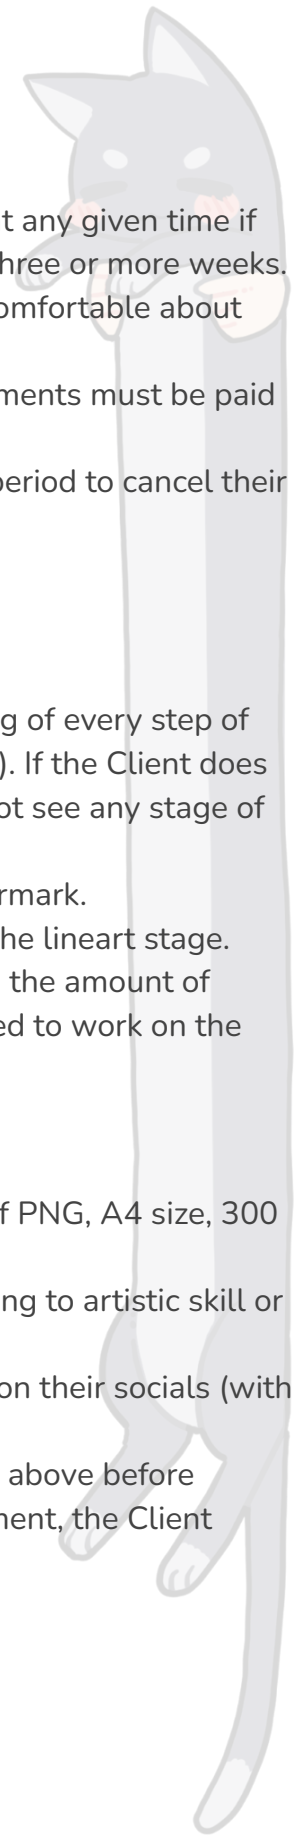 t any given time if
hree or more weeks.
omfortable about
ments must be paid
period to cancel their
g of every step of
). If the Client does
ot see any stage of
rmark.
he lineart stage.
the amount of
ed to work on the
f PNG, A4 size, 300
ng to artistic skill or
on their socials (with
above before
nent, the Client